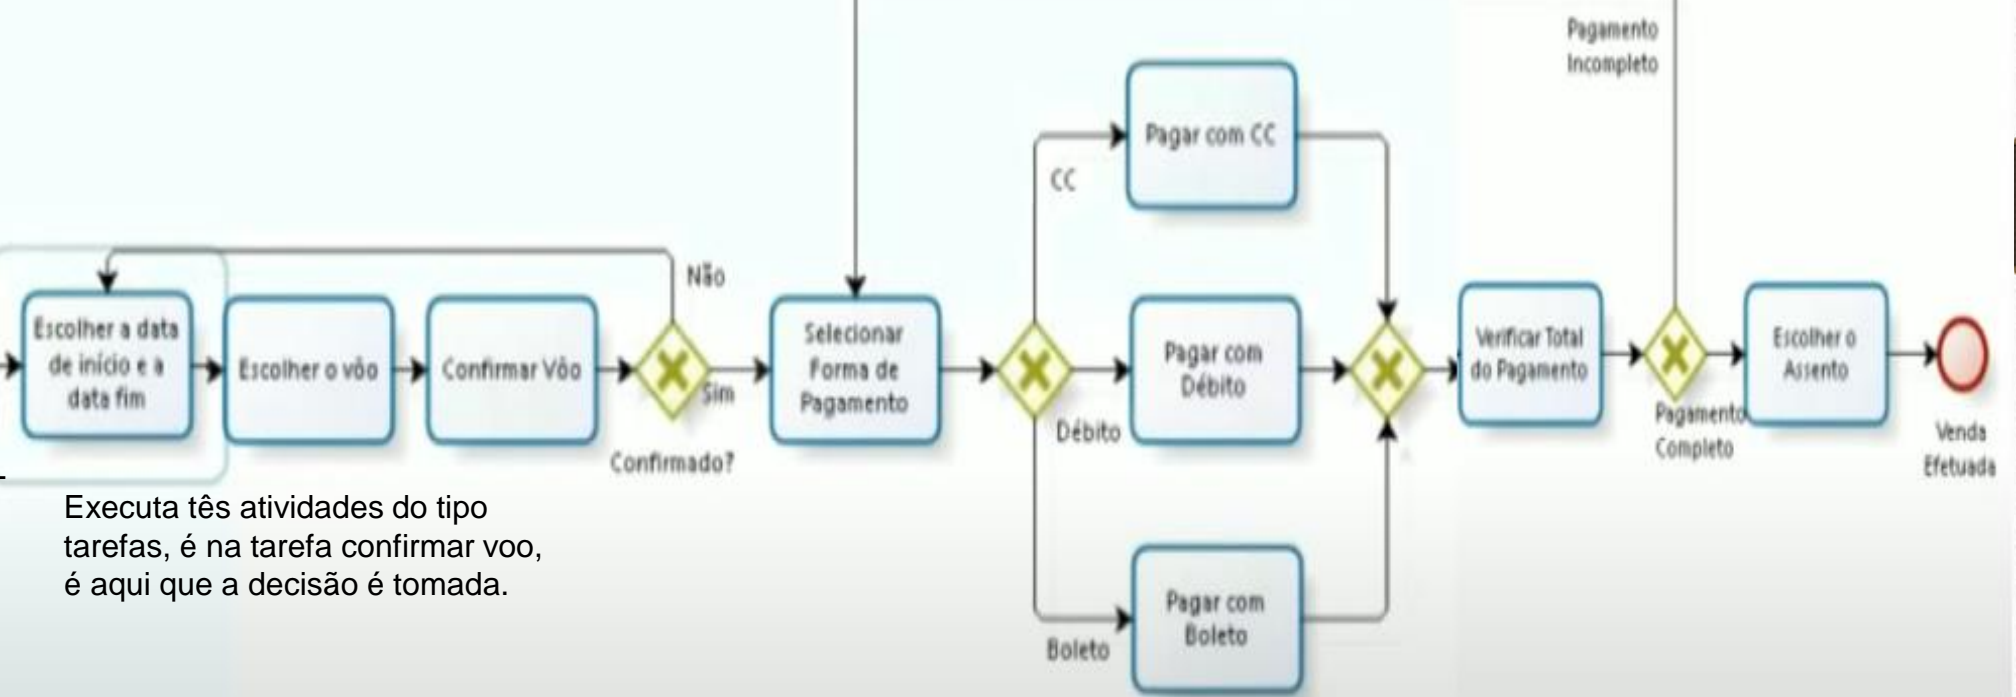 Escolher a data
de início e a
data fim
Escolher o vôo
Confirmar Vôo
Não
Sim
Confirmado?
Selecionar
Forma de
Pagamento
CC
Débito
Boleto
Pagar com CC
Pagar com
Débito
Pagar com
Boleto
Verificar Total
do Pagamento
Pagamento
Incompleto
Pagamento
Completo
Escolher o
Assento
Venda
Efetuada
Executa tês atividades do tipo
tarefas, é na tarefa confirmar voo,
é aqui que a decisão é tomada.